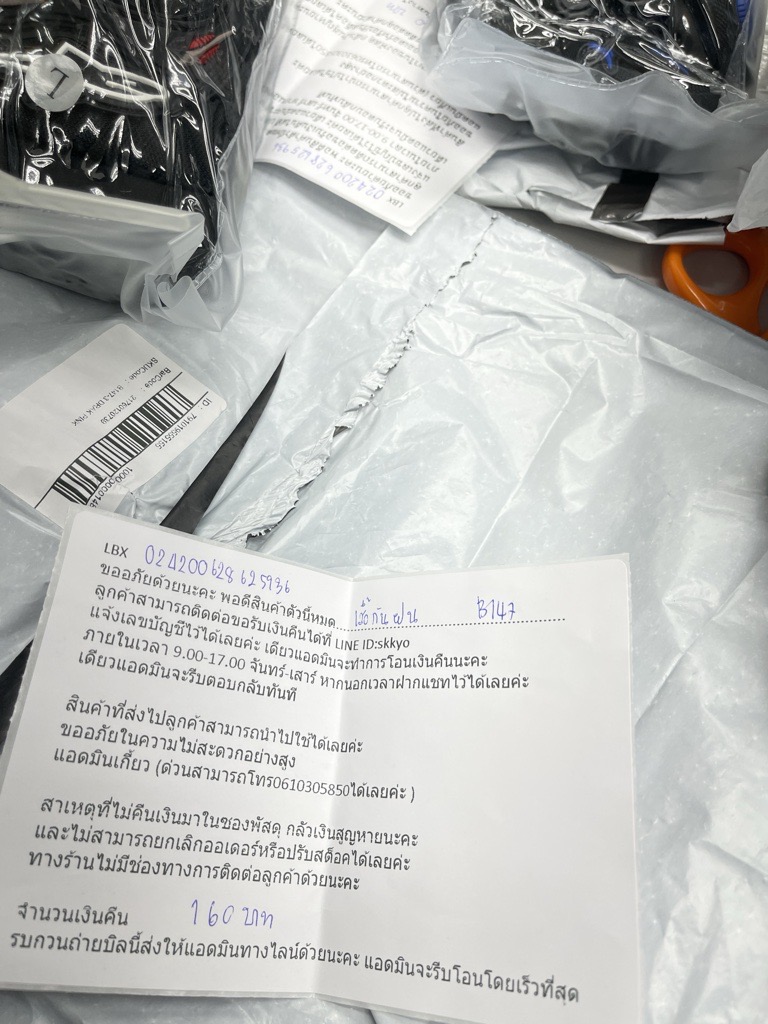 L
LBX 024200628625936
ID : 791019555155
BarCode 21760120739
SKUCode :
LBX 024200628625936
ขออภัยด้วยนะคะ พอดีสินค้าตัวนี้หมด...เสื้อกันฝน B147
ลูกค้าสามารถติดต่อขอรับเงินคืนได้ที่ LINE ID:skkyo
แจ้งเลขบัญชีไว้ได้เลยค่ะ เดียวแอดมินจะทำการโอนเงินคืนนะคะ
ภายในเวลา 9.00-17.00 จันทร์-เสาร์ หากนอกเวลาฝากแชทไว้ได้เลยค่ะ
เดียวแอดมินจะรีบตอบกลับทันที
สินค้าที่ส่งไปลูกค้าสามารถนำไปใช้ได้เลยค่ะ
ขออภัยในความไม่สะดวกอย่างสูง
แอดมินเกี้ยว (ด่วนสามารถโทร0610305850ได้เลยค่ะ )
สาเหตุที่ไม่คืนเงินมาในซองพัสดุ กลัวเงินสูญหายนะคะ
และไม่สามารถยกเลิกออเดอร์หรือปรับสต็อคได้เลยค่ะ
ทางร้านไม่มีช่องทางการติดต่อลูกค้าด้วยนะคะ
จำนวนเงินคืน 160 บาท
รบกวนถ่ายบิลนี้ส่งให้แอดมินทางไลน์ด้วยนะคะ แอดมินจะรีบโอนโดยเร็วที่สุด